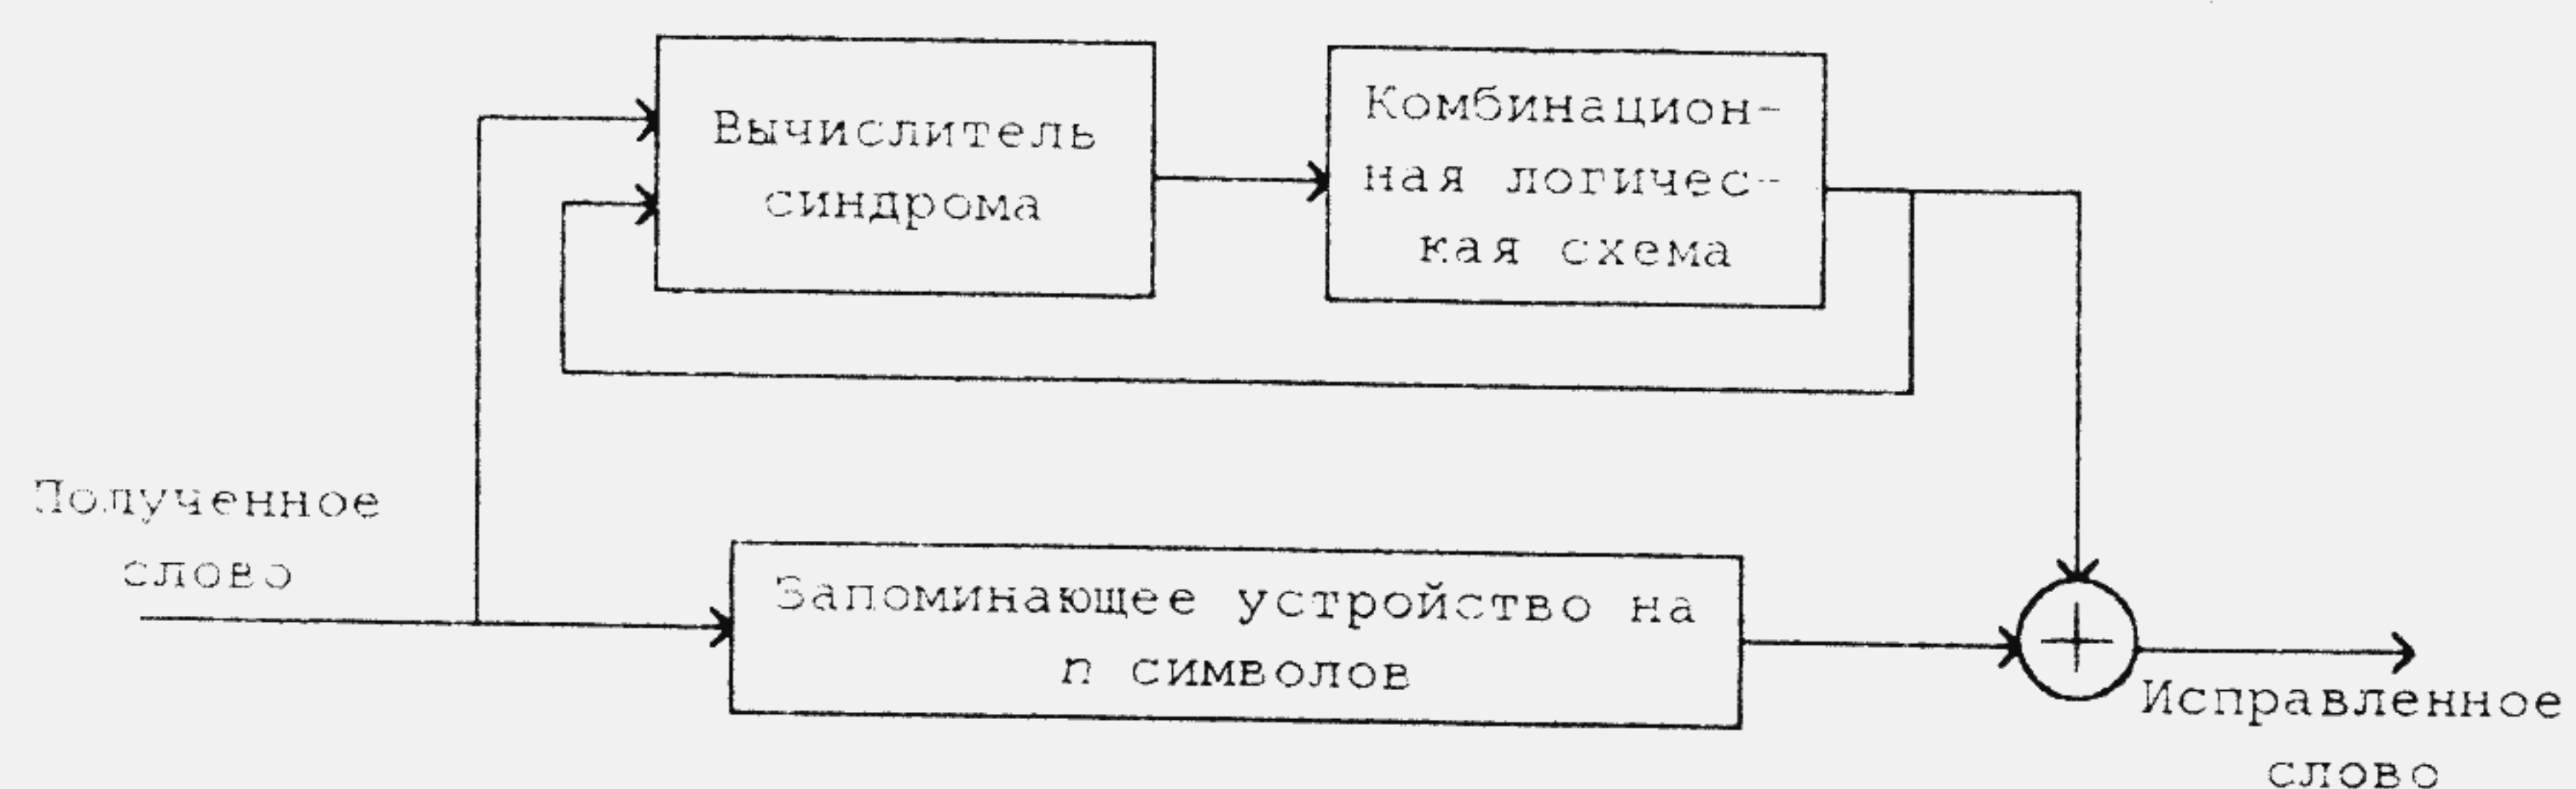 Вычислитель
синдрома
Комбинацион-
ная логичес-
кая схема
Полученное
слово
Запоминающее устройство на
n символов
+
Исправленное
слово